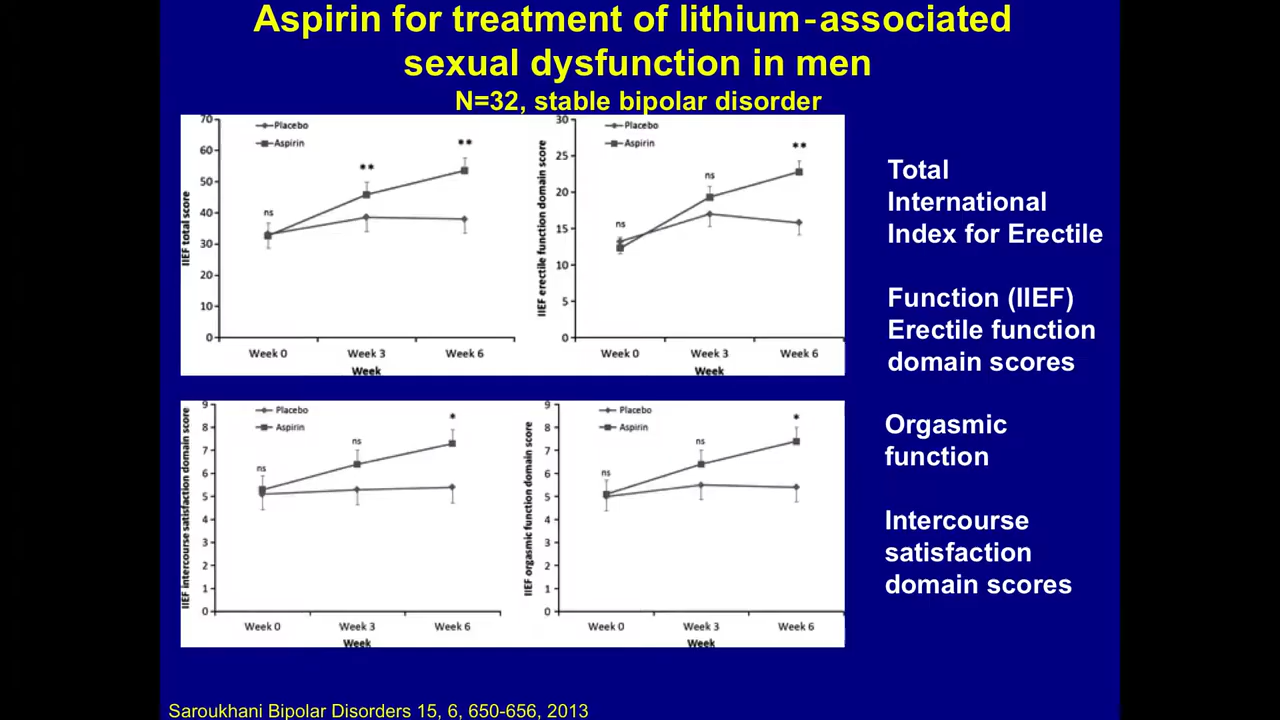 Aspirin for treatment of lithium-associated
sexual dysfunction in men
N=32, stable bipolar disorder
IIEF total score
70
60
50
40
30
20
10
0
Placebo
Aspirin
ns
**
**
Week 0 Week 3 Week 6
Week
IIEF erectile function domain score
30
25
20
15
10
5
0
Placebo
Aspirin
ns
ns
**
Week 0 Week 3 Week 6
Week
IIEF intercourse satisfaction domain score
9
8
7
6
5
4
3
2
1
0
Placebo
Aspirin
ns
ns
*
Week 0 Week 3 Week 6
Week
IIEF orgasmic function domain score
9
8
7
6
5
4
3
2
1
0
Placebo
Aspirin
ns
ns
*
Week 0 Week 3 Week 6
Week
Total
International
Index for Erectile
Function (IIEF)
Erectile function
domain scores
Orgasmic
function
Intercourse
satisfaction
domain scores
Saroukhani Bipolar Disorders 15, 6, 650-656, 2013